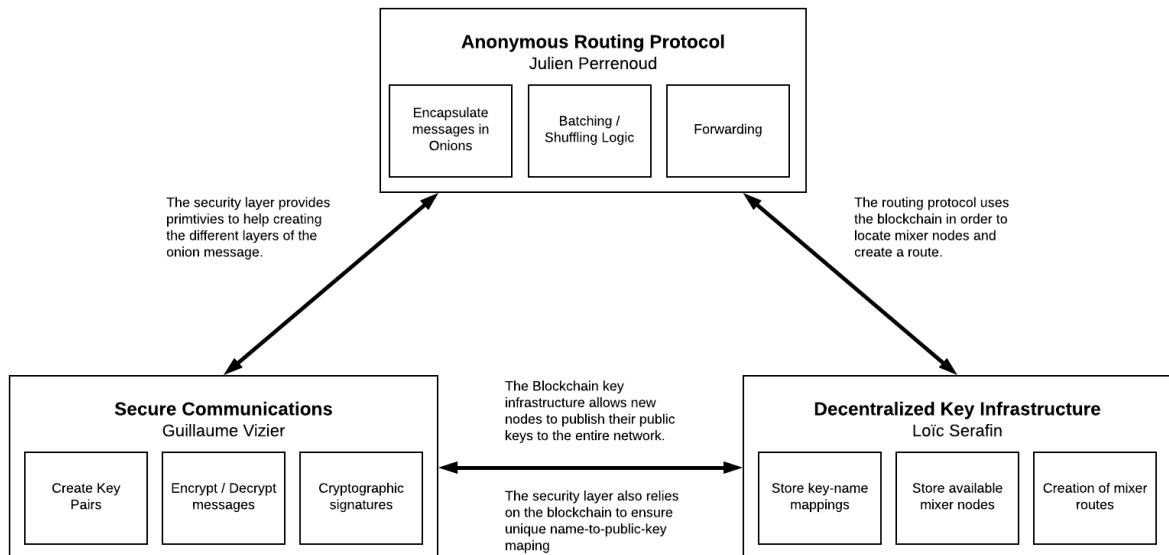 Anonymous Routing Protocol
Julien Perrenoud
Encapsulate
messages in
Onions
Batching /
Shuffling Logic
Forwarding
The security layer provides
primtivies to help creating
the different layers of the
onion message.
The routing protocol uses
the blockchain in order to
locate mixer nodes and
create a route.
Secure Communications
Guillaume Vizier
Create Key
Pairs
Encrypt / Decrypt
messages
Cryptographic
signatures
The Blockchain key
infrastructure allows new
nodes to publish their public
keys to the entire network.
The security layer also relies
on the blockchain to ensure
unique name-to-public-key
maping
Decentralized Key Infrastructure
Loïc Serafin
Store key-name
mappings
Store available
mixer nodes
Creation of mixer
routes